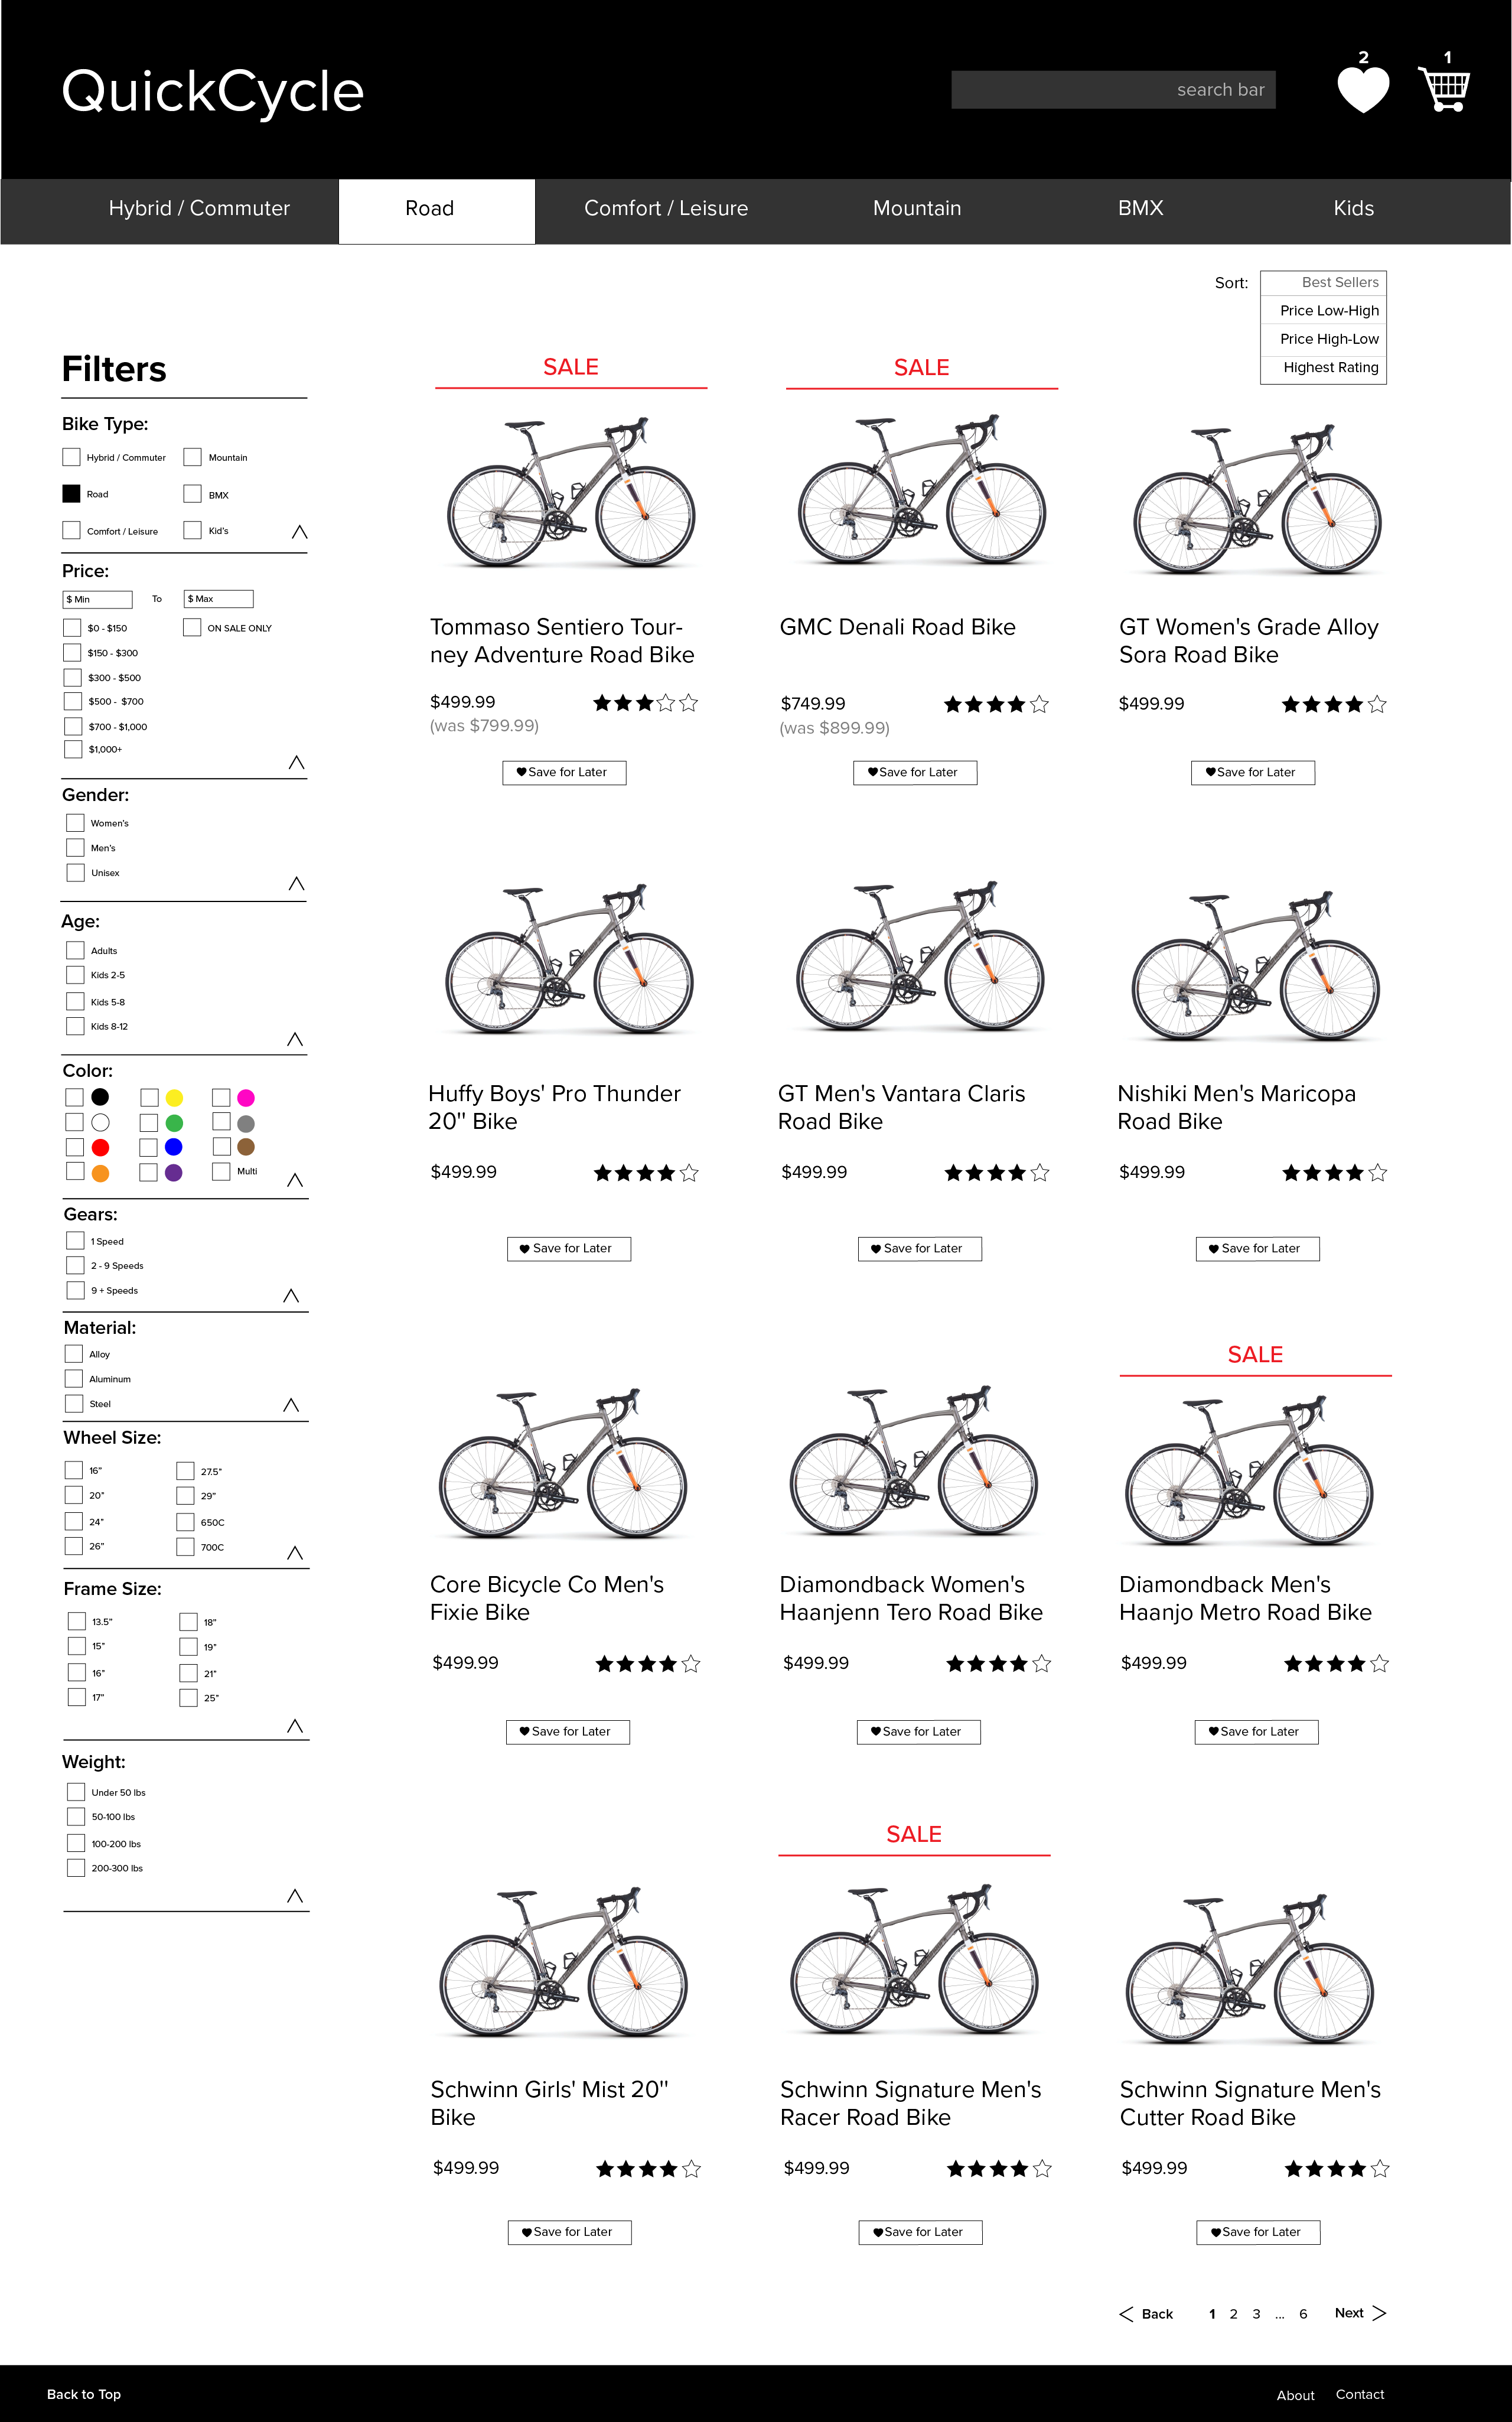 QuickCycle
search bar
2
1
Hybrid / Commuter
Road
Comfort / Leisure
Mountain
BMX
Kids
Sort:
Best Sellers
Price Low-High
Price High-Low
Highest Rating
Filters
Bike Type:
Hybrid / Commuter
Mountain
Road
BMX
Comfort / Leisure
Kid's
Price:
$ Min
To
$ Max
$0 - $150
ON SALE ONLY
$150 - $300
$300 - $500
$500 - $700
$700 - $1,000
$1,000+
Gender:
Women's
Men's
Unisex
Age:
Adults
Kids 2-5
Kids 5-8
Kids 8-12
Color:
Multi
Gears:
1 Speed
2 - 9 Speeds
9 + Speeds
Material:
Alloy
Aluminum
Steel
Wheel Size:
16"
27.5"
20"
29"
24"
650C
26"
700C
Frame Size:
13.5"
18"
15"
19"
16"
21"
17"
25"
Weight:
Under 50 lbs
50-100 lbs
100-200 lbs
200-300 lbs
SALE
Tommaso Sentiero Tour-
ney Adventure Road Bike
$499.99
(was $799.99)
Save for Later
SALE
GMC Denali Road Bike
$749.99
(was $899.99)
Save for Later
GT Women's Grade Alloy
Sora Road Bike
$499.99
Save for Later
Huffy Boys' Pro Thunder
20" Bike
$499.99
Save for Later
GT Men's Vantara Claris
Road Bike
$499.99
Save for Later
Nishiki Men's Maricopa
Road Bike
$499.99
Save for Later
Core Bicycle Co Men's
Fixie Bike
$499.99
Save for Later
Diamondback Women's
Haanjenn Tero Road Bike
$499.99
Save for Later
SALE
Diamondback Men's
Haanjo Metro Road Bike
$499.99
Save for Later
Schwinn Girls' Mist 20"
Bike
$499.99
Save for Later
SALE
Schwinn Signature Men's
Racer Road Bike
$499.99
Save for Later
Schwinn Signature Men's
Cutter Road Bike
$499.99
Save for Later
Back 1 2 3 ... 6 Next
Back to Top
About
Contact